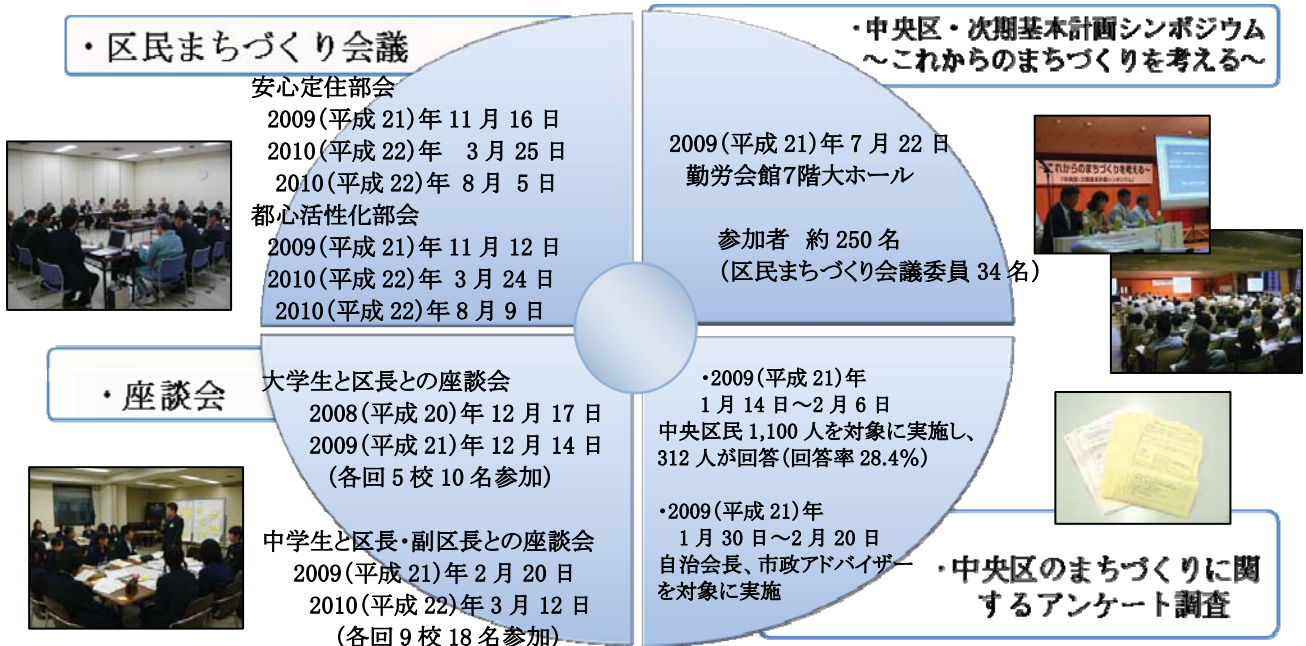 ・区民まちづくり会議
安心定住部会
2009(平成 21)年 11 月 16 日
2010(平成 22)年 3 月 25 日
2010(平成 22)年 8 月 5 日
都心活性化部会
2009(平成 21)年 11 月 12 日
2010(平成 22)年 3 月 24 日
2010(平成 22)年 8 月 9 日
・中央区・次期基本計画シンポジウム
～これからのまちづくりを考える～
2009(平成 21)年 7 月 22 日
勤労会館7階大ホール
参加者 約 250 名
(区民まちづくり会議委員 34 名)
これからのまちづくりを考える～
・座談会
大学生と区長との座談会
2008(平成 20)年 12 月 17 日
2009(平成 21)年 12 月 14 日
(各回 5 校 10 名参加)
中学生と区長・副区長との座談会
2009(平成 21)年 2 月 20 日
2010(平成 22)年 3 月 12 日
(各回 9 校 18 名参加)
・2009(平成 21)年
1 月 14 日～2 月 6 日
中央区民 1,100 人を対象に実施し、
312 人が回答(回答率 28.4%)
・2009(平成 21)年
1 月 30 日～2 月 20 日
自治会長、市政アドバイザー
を対象に実施
・中央区のまちづくりに関
するアンケート調査